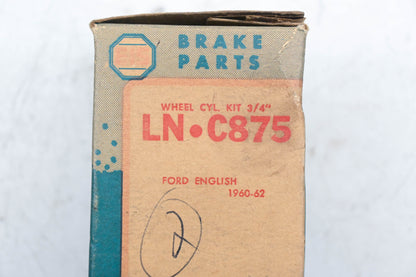 BRAKE
PARTS
WHEEL CYL. KIT 3/4"
LN•C875
FORD ENGLISH
1960-62
2